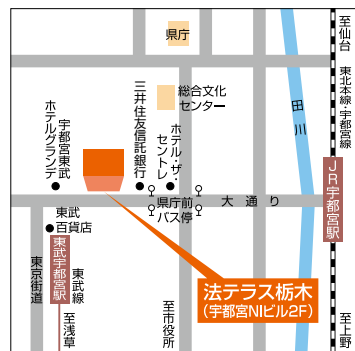 県庁
至仙台
東北本線・宇都宮線
田川
総合文化
センター
三井住友信託銀行
ホテル・ザ・
セントレ
宇都宮東武
ホテルグランデ
JR宇都宮駅
県庁前
バス停
大通り
東武
百貨店
東武宇都宮駅
東武線
東京街道
至浅草
至市役所
法テラス栃木
(宇都宮NIビル2F)
至上野